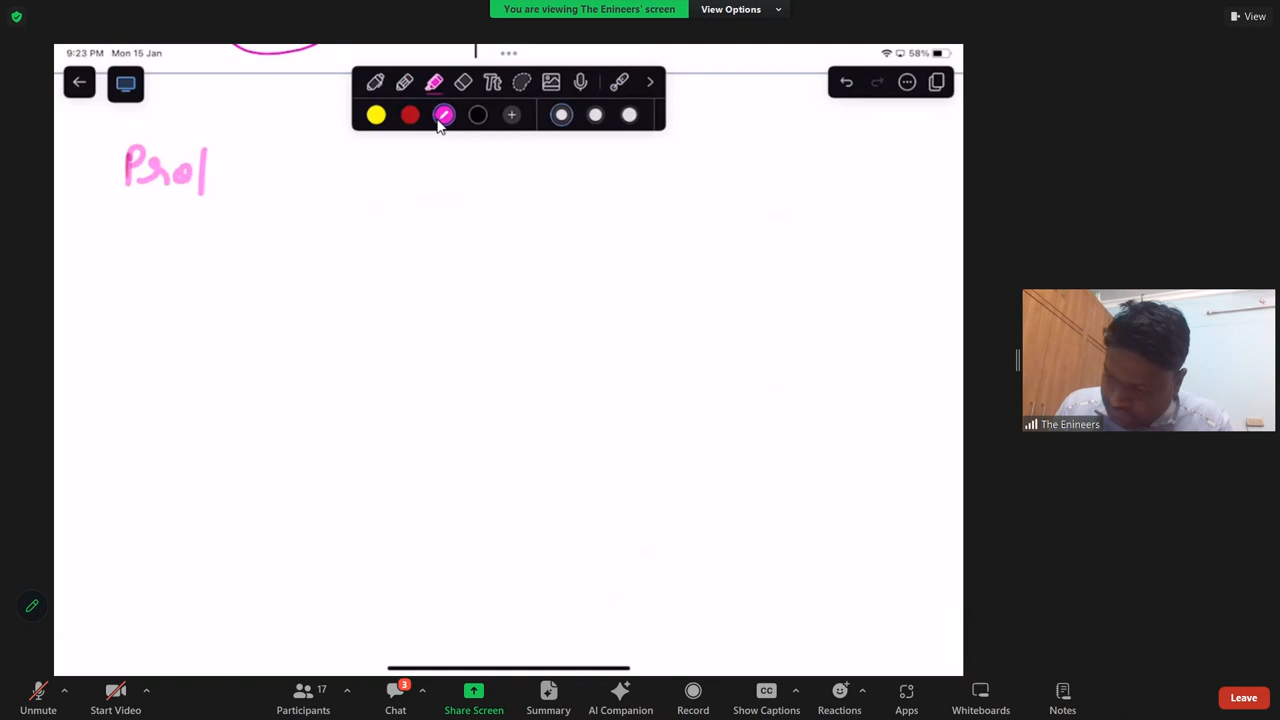 You are viewing The Enineers' screen
View Options
View
9:23 PM Mon 15 Jan
58%
Tt
Prol
The Enineers
Unmute
Start Video
17
Participants
3
Chat
Share Screen
Summary
AI Companion
Record
CC
Show Captions
Reactions
Apps
Whiteboards
Notes
Leave